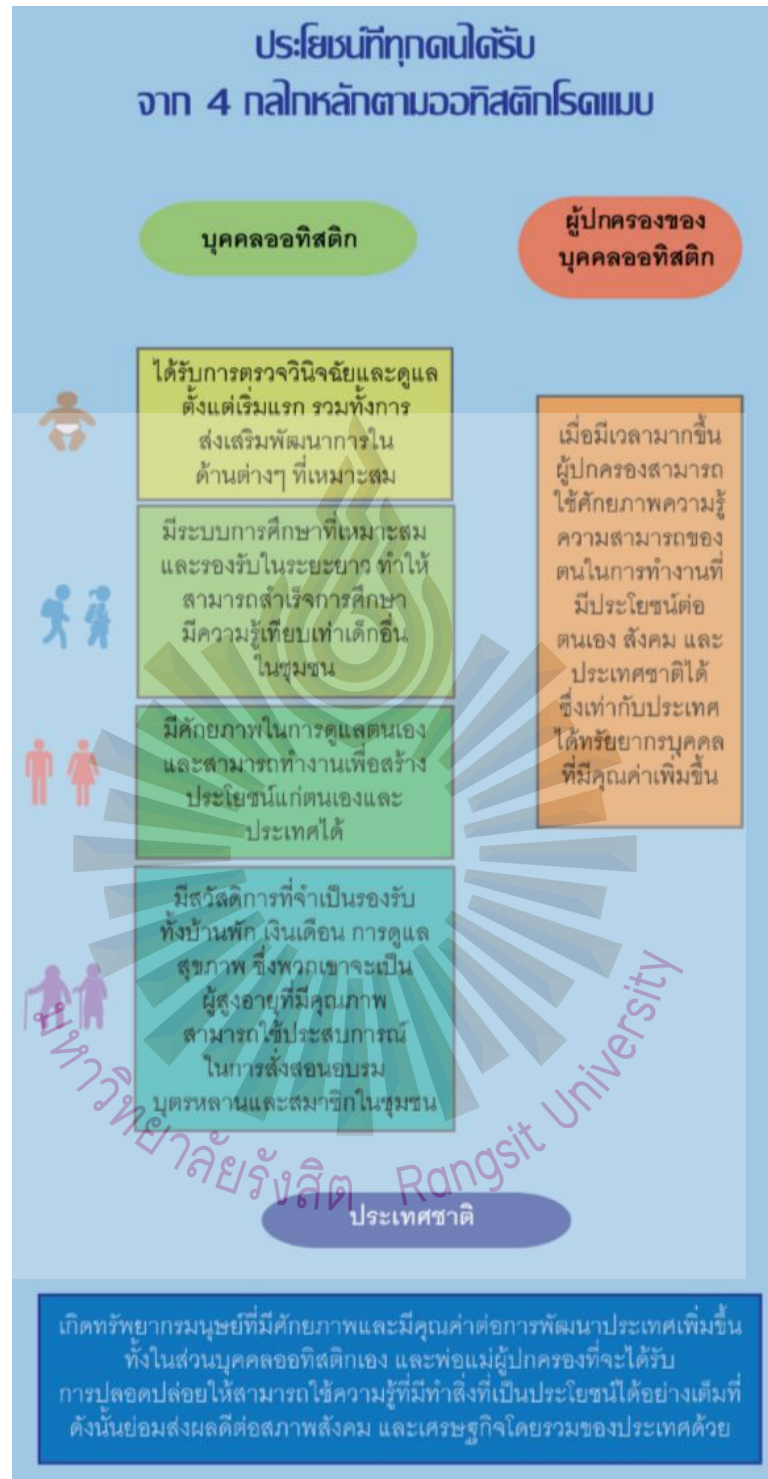 ประโยชน์ที่ทุกคนได้รับ
จาก 4 กลไกหลักตามออทิสติกโรดแมบ
บุคคลออทิสติก
ผู้ปกครองของ
บุคคลออทิสติก
ได้รับการตรวจวินิจฉัยและดูแล
ตั้งแต่เริ่มแรก รวมทั้งการ
ส่งเสริมพัฒนาการใน
ด้านต่างๆ ที่เหมาะสม
มีระบบการศึกษาที่เหมาะสม
และรองรับในระยะยาว ทำให้
สามารถสำเร็จการศึกษา
มีความรู้เทียบเท่าเด็กอื่น
ในชุมชน
มีศักยภาพในการดูแลตนเอง
และสามารถทำงานเพื่อสร้าง
ประโยชน์แก่ตนเองและ
ประเทศได้
มีสวัสดิการที่จำเป็นรองรับ
ทั้งบ้านพัก เงินเดือน การดูแล
สุขภาพ ซึ่งพวกเขาจะเป็น
ผู้สูงอายุที่มีคุณภาพ
สามารถใช้ประสบการณ์
ในการสั่งสอนอบรม
บุตรหลานและสมาชิกในชุมชน
เมื่อมีเวลามากขึ้น
ผู้ปกครองสามารถ
ใช้ศักยภาพความรู้
ความสามารถของ
ตนในการทำงานที่
มีประโยชน์ต่อ
ตนเอง สังคม และ
ประเทศชาติได้
ซึ่งเท่ากับประเทศ
ได้ทรัพยากรบุคคล
ที่มีคุณค่าเพิ่มขึ้น
มหาวิทยาลัยรังสิต Rangsit University
ประเทศชาติ
เกิดทรัพยากรมนุษย์ที่มีศักยภาพและมีคุณค่าต่อการพัฒนาประเทศเพิ่มขึ้น
ทั้งในส่วนบุคคลออทิสติกเอง และพ่อแม่ผู้ปกครองที่จะได้รับ
การปลอดปล่อยให้สามารถใช้ความรู้ที่มีทำสิ่งที่เป็นประโยชน์ได้อย่างเต็มที่
ดังนั้นย่อมส่งผลดีต่อสภาพสังคม และเศรษฐกิจโดยรวมของประเทศด้วย